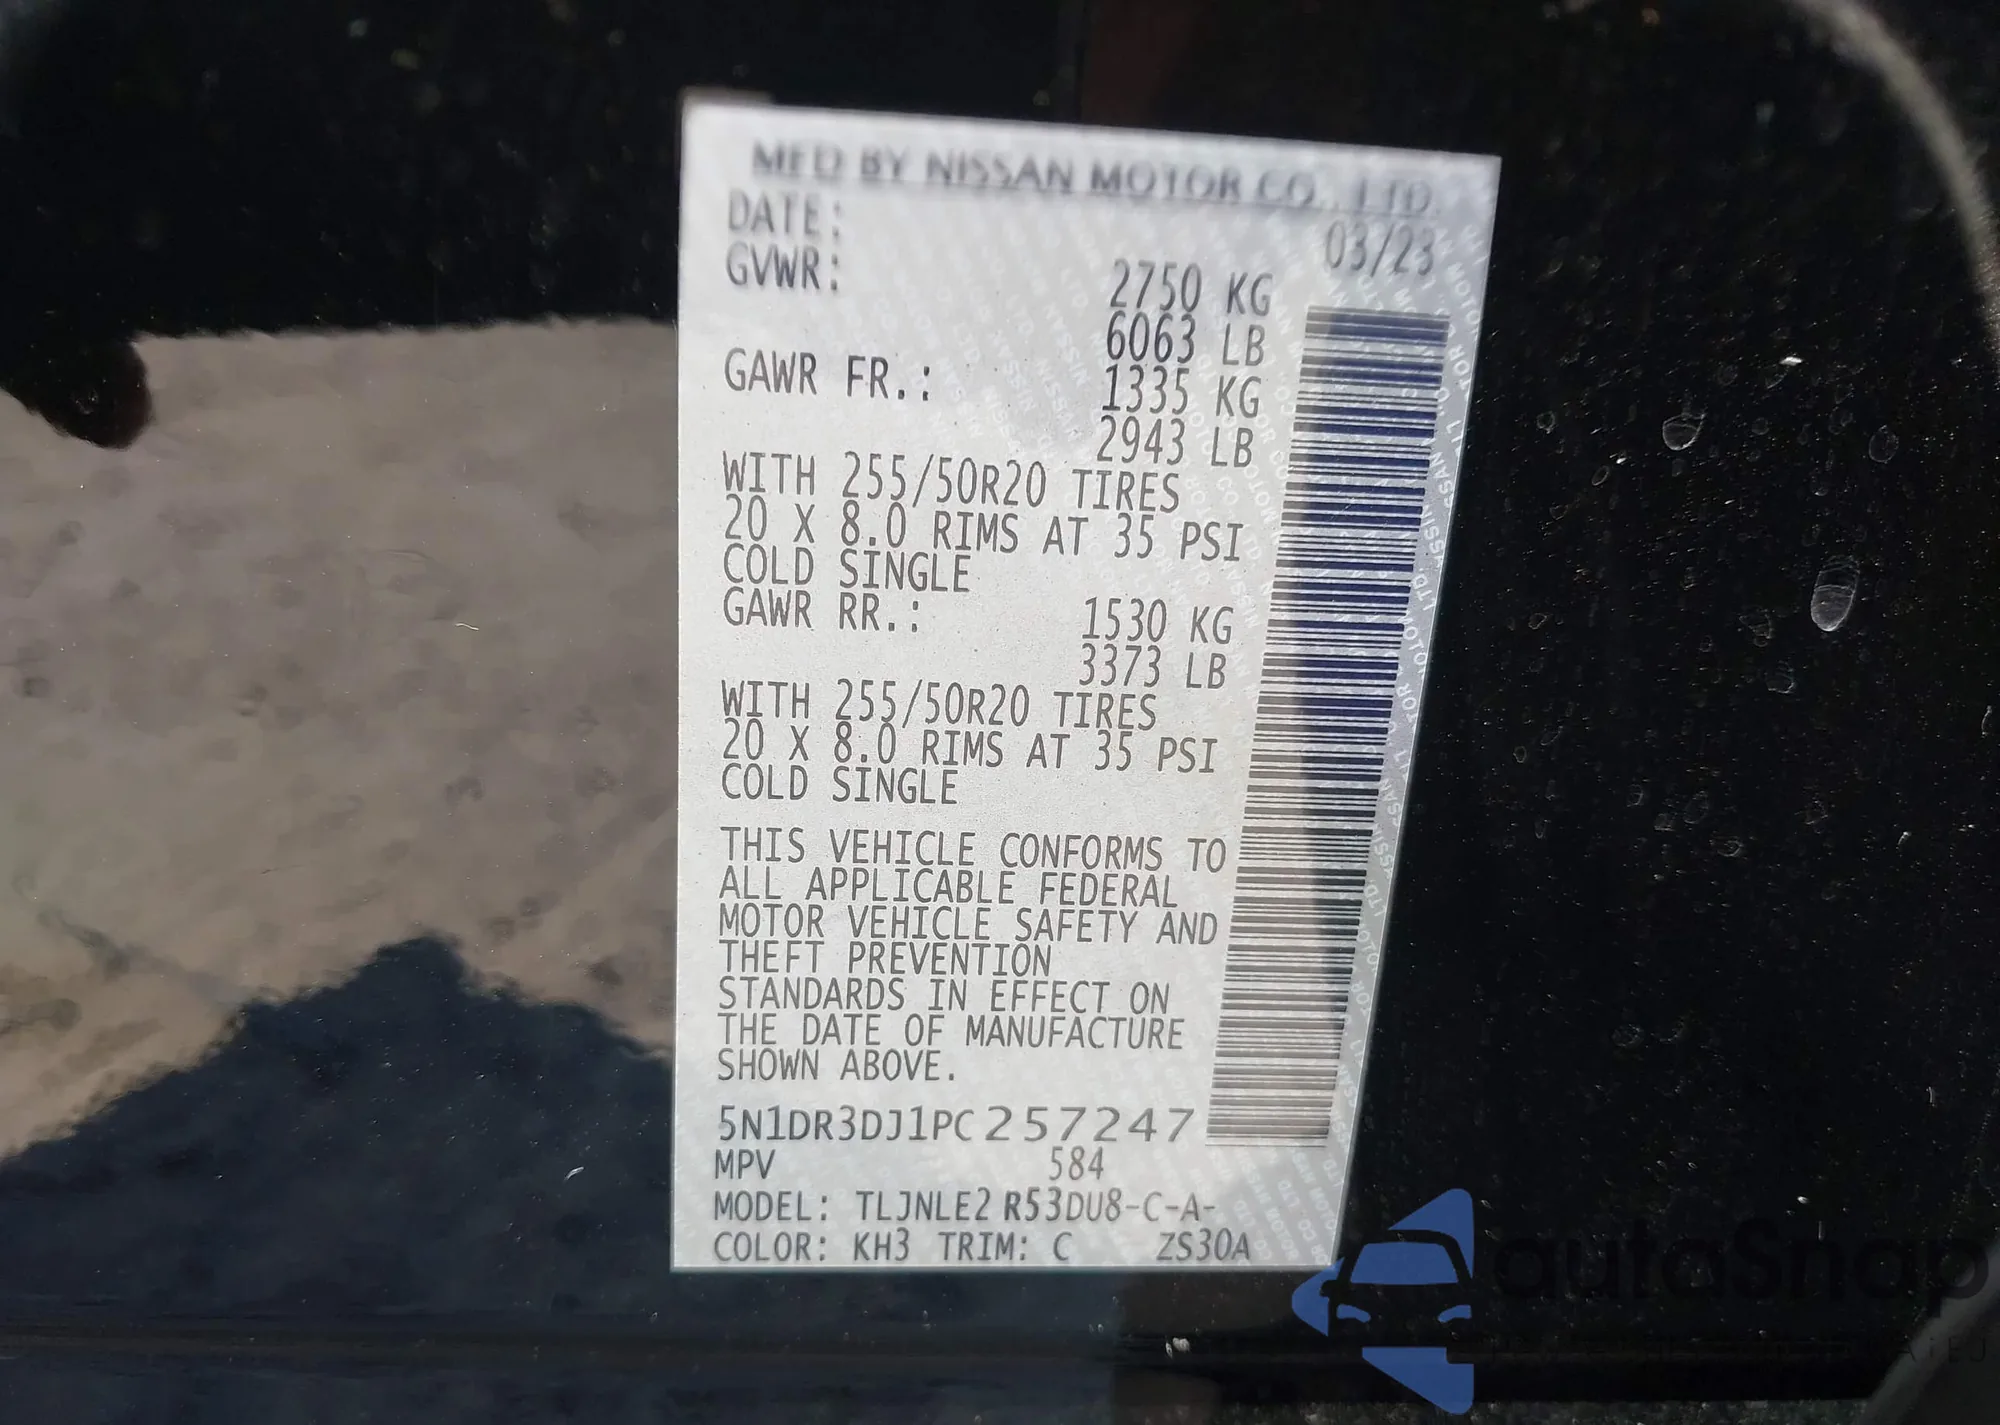 MFD BY NISSAN MOTOR CO., LTD.
DATE: 03/23
GVWR: 2750 KG
6063 LB
GAWR FR.: 1335 KG
2943 LB
WITH 255/50R20 TIRES
20 X 8.0 RIMS AT 35 PSI
COLD SINGLE
GAWR RR.: 1530 KG
3373 LB
WITH 255/50R20 TIRES
20 X 8.0 RIMS AT 35 PSI
COLD SINGLE
THIS VEHICLE CONFORMS TO
ALL APPLICABLE FEDERAL
MOTOR VEHICLE SAFETY AND
THEFT PREVENTION
STANDARDS IN EFFECT ON
THE DATE OF MANUFACTURE
SHOWN ABOVE.
5N1DR3DJ1PC257247
MPV 584
MODEL: TLJNLE2 R53DU8-C-A-
COLOR: KH3 TRIM: C ZS30A
autoSnap